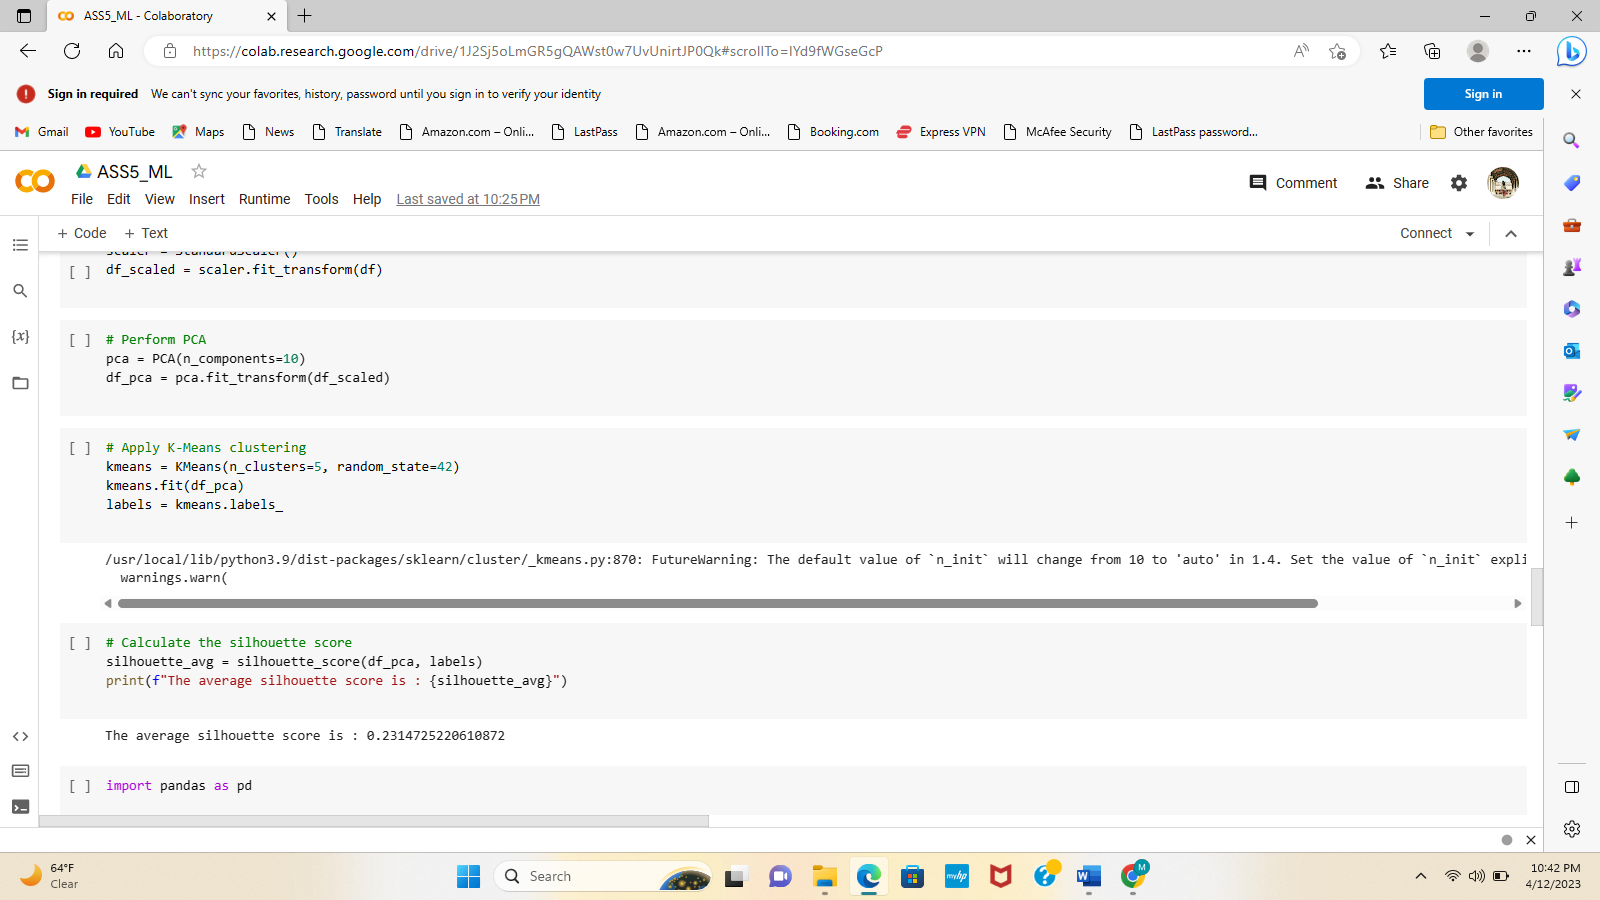 ASS5_ML - Colaboratory
https://colab.research.google.com/drive/1J2Sj5oLmGR5gQAWst0w7UvUnirtJP0Qk#scrollTo=IYd9fWGseGcP
Sign in required We can't sync your favorites, history, password until you sign in to verify your identity
Sign in
Gmail YouTube Maps News Translate Amazon.com – Onli... LastPass Amazon.com – Onli... Booking.com Express VPN McAfee Security LastPass password... Other favorites
ASS5_ML
Comment Share
File Edit View Insert Runtime Tools Help Last saved at 10:25 PM
+ Code + Text
Connect
scaler = StandardScaler()
[ ] df_scaled = scaler.fit_transform(df)
[ ] # Perform PCA
pca = PCA(n_components=10)
df_pca = pca.fit_transform(df_scaled)
[ ] # Apply K-Means clustering
kmeans = KMeans(n_clusters=5, random_state=42)
kmeans.fit(df_pca)
labels = kmeans.labels_
/usr/local/lib/python3.9/dist-packages/sklearn/cluster/_kmeans.py:870: FutureWarning: The default value of `n_init` will change from 10 to 'auto' in 1.4. Set the value of `n_init` expli
warnings.warn(
[ ] # Calculate the silhouette score
silhouette_avg = silhouette_score(df_pca, labels)
print(f"The average silhouette score is : {silhouette_avg}")
The average silhouette score is : 0.2314725220610872
[ ] import pandas as pd
64°F
Clear
Search
myhp
M
10:42 PM
4/12/2023